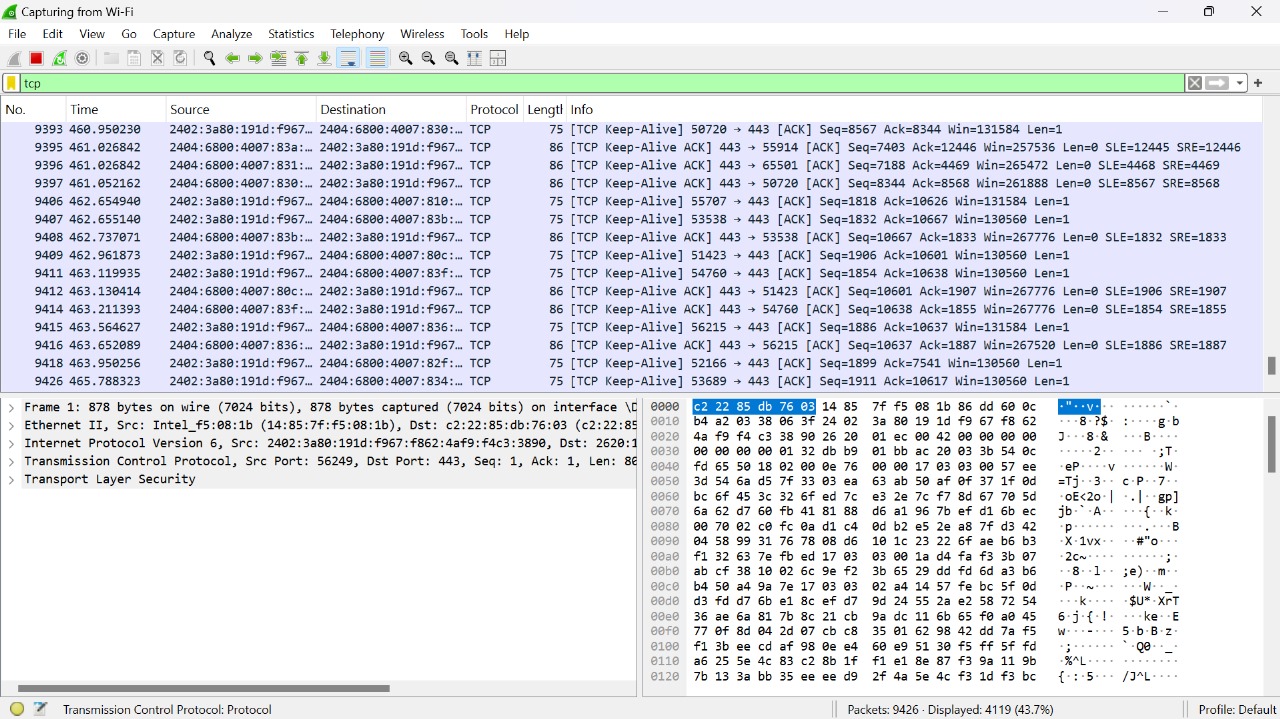 Capturing from Wi-Fi
File Edit View Go Capture Analyze Statistics Telephony Wireless Tools Help
tcp
No. Time Source Destination Protocol Lengtl Info
9393 460.950230 2402:3a80:191d:f967… 2404:6800:4007:830:… TCP 75 [TCP Keep-Alive] 50720 → 443 [ACK] Seq=8567 Ack=8344 Win=131584 Len=1
9395 461.026842 2404:6800:4007:83a:… 2402:3a80:191d:f967… TCP 86 [TCP Keep-Alive ACK] 443 → 55914 [ACK] Seq=7403 Ack=12446 Win=257536 Len=0 SLE=12445 SRE=12446
9396 461.026842 2404:6800:4007:831:… 2402:3a80:191d:f967… TCP 86 [TCP Keep-Alive ACK] 443 → 65501 [ACK] Seq=7188 Ack=4469 Win=265472 Len=0 SLE=4468 SRE=4469
9397 461.052162 2404:6800:4007:830:… 2402:3a80:191d:f967… TCP 86 [TCP Keep-Alive ACK] 443 → 50720 [ACK] Seq=8344 Ack=8568 Win=261888 Len=0 SLE=8567 SRE=8568
9406 462.654940 2402:3a80:191d:f967… 2404:6800:4007:810:… TCP 75 [TCP Keep-Alive] 55707 → 443 [ACK] Seq=1818 Ack=10626 Win=131584 Len=1
9407 462.655140 2402:3a80:191d:f967… 2404:6800:4007:83b:… TCP 75 [TCP Keep-Alive] 53538 → 443 [ACK] Seq=1832 Ack=10667 Win=130560 Len=1
9408 462.737071 2404:6800:4007:83b:… 2402:3a80:191d:f967… TCP 86 [TCP Keep-Alive ACK] 443 → 53538 [ACK] Seq=10667 Ack=1833 Win=267776 Len=0 SLE=1832 SRE=1833
9409 462.961873 2402:3a80:191d:f967… 2404:6800:4007:80c:… TCP 75 [TCP Keep-Alive] 51423 → 443 [ACK] Seq=1906 Ack=10601 Win=130560 Len=1
9411 463.119935 2402:3a80:191d:f967… 2404:6800:4007:83f:… TCP 75 [TCP Keep-Alive] 54760 → 443 [ACK] Seq=1854 Ack=10638 Win=130560 Len=1
9412 463.130414 2404:6800:4007:80c:… 2402:3a80:191d:f967… TCP 86 [TCP Keep-Alive ACK] 443 → 51423 [ACK] Seq=10601 Ack=1907 Win=267776 Len=0 SLE=1906 SRE=1907
9414 463.211393 2404:6800:4007:83f:… 2402:3a80:191d:f967… TCP 86 [TCP Keep-Alive ACK] 443 → 54760 [ACK] Seq=10638 Ack=1855 Win=267776 Len=0 SLE=1854 SRE=1855
9415 463.564627 2402:3a80:191d:f967… 2404:6800:4007:836:… TCP 75 [TCP Keep-Alive] 56215 → 443 [ACK] Seq=1886 Ack=10637 Win=131584 Len=1
9416 463.652089 2404:6800:4007:836:… 2402:3a80:191d:f967… TCP 86 [TCP Keep-Alive ACK] 443 → 56215 [ACK] Seq=10637 Ack=1887 Win=267520 Len=0 SLE=1886 SRE=1887
9418 463.950256 2402:3a80:191d:f967… 2404:6800:4007:82f:… TCP 75 [TCP Keep-Alive] 52166 → 443 [ACK] Seq=1899 Ack=7541 Win=130560 Len=1
9426 465.788323 2402:3a80:191d:f967… 2404:6800:4007:834:… TCP 75 [TCP Keep-Alive] 53689 → 443 [ACK] Seq=1911 Ack=10617 Win=130560 Len=1
Frame 1: 878 bytes on wire (7024 bits), 878 bytes captured (7024 bits) on interface \D
Ethernet II, Src: Intel_f5:08:1b (14:85:7f:f5:08:1b), Dst: c2:22:85:db:76:03 (c2:22:85
Internet Protocol Version 6, Src: 2402:3a80:191d:f967:f862:4af9:f4c3:3890, Dst: 2620:1
Transmission Control Protocol, Src Port: 56249, Dst Port: 443, Seq: 1, Ack: 1, Len: 80
Transport Layer Security
0000 c2 22 85 db 76 03 14 85 7f f5 08 1b 86 dd 60 0c ·"··v·· ·······`·
0010 b4 a2 03 38 06 3f 24 02 3a 80 19 1d f9 67 f8 62 ···8·?$· :····g·b
0020 4a f9 f4 c3 38 90 26 20 01 ec 00 42 00 00 00 00 J···8·& ···B····
0030 00 00 00 00 01 32 db b9 01 bb ac 20 03 3b 54 0c ·····2·· ··· ·;T·
0040 fd 65 50 18 02 00 0e 76 00 00 17 03 03 00 57 ee ·eP····v ······W·
0050 3d 54 6a d5 7f 33 03 ea 63 ab 50 af 0f 37 1f 0d =Tj··3·· c·P··7··
0060 bc 6f 45 3c 32 6f ed 7c e3 2e 7c f7 8d 67 70 5d ·oE<2o·| ·.|··gp]
0070 6a 62 d7 60 fb 41 81 88 d6 a1 96 7b ef d1 6b ec jb·`·A·· ···{··k·
0080 00 70 02 c0 fc 0a d1 c4 0d b2 e5 2e a8 7f d3 42 ·p······ ···.···B
0090 04 58 99 31 76 78 08 d6 10 1c 23 22 6f ae b6 b3 ·X·1vx·· ··#"o···
00a0 f1 32 63 7e fb ed 17 03 03 00 1a d4 fa f3 3b 07 ·2c~···· ······;·
00b0 ab cf 38 10 02 6c 9e f2 3b 65 29 dd fd 6d a3 b6 ··8··l·· ;e)··m··
00c0 b4 50 a4 9a 7e 17 03 03 02 a4 14 57 fe bc 5f 0d ·P··~··· ···W··_·
00d0 d3 fd d7 6b e1 8c ef d7 9d 24 55 2a e2 58 72 54 ···k···· ·$U*·XrT
00e0 36 ae 6a 81 7b 8c 21 cb 9a dc 11 6b 65 f0 a0 45 6·j·{·!· ···ke··E
00f0 77 0f 8d 04 2d 07 cb c8 35 01 62 98 42 dd 7a f5 w···-··· 5·b·B·z·
0100 f1 3b ee cd af 98 0e e4 60 e9 51 30 f5 ff 5f fd ·;······ `·Q0··_·
0110 a6 25 5e 4c 83 c2 8b 1f f1 e1 8e 87 f3 9a 11 9b ·%^L···· ········
0120 7b 13 3a bb 35 ee ee d9 2f 4a 5e 4c f3 1d f3 bc {·:·5··· /J^L····
Transmission Control Protocol: Protocol
Packets: 9426 · Displayed: 4119 (43.7%)
Profile: Default